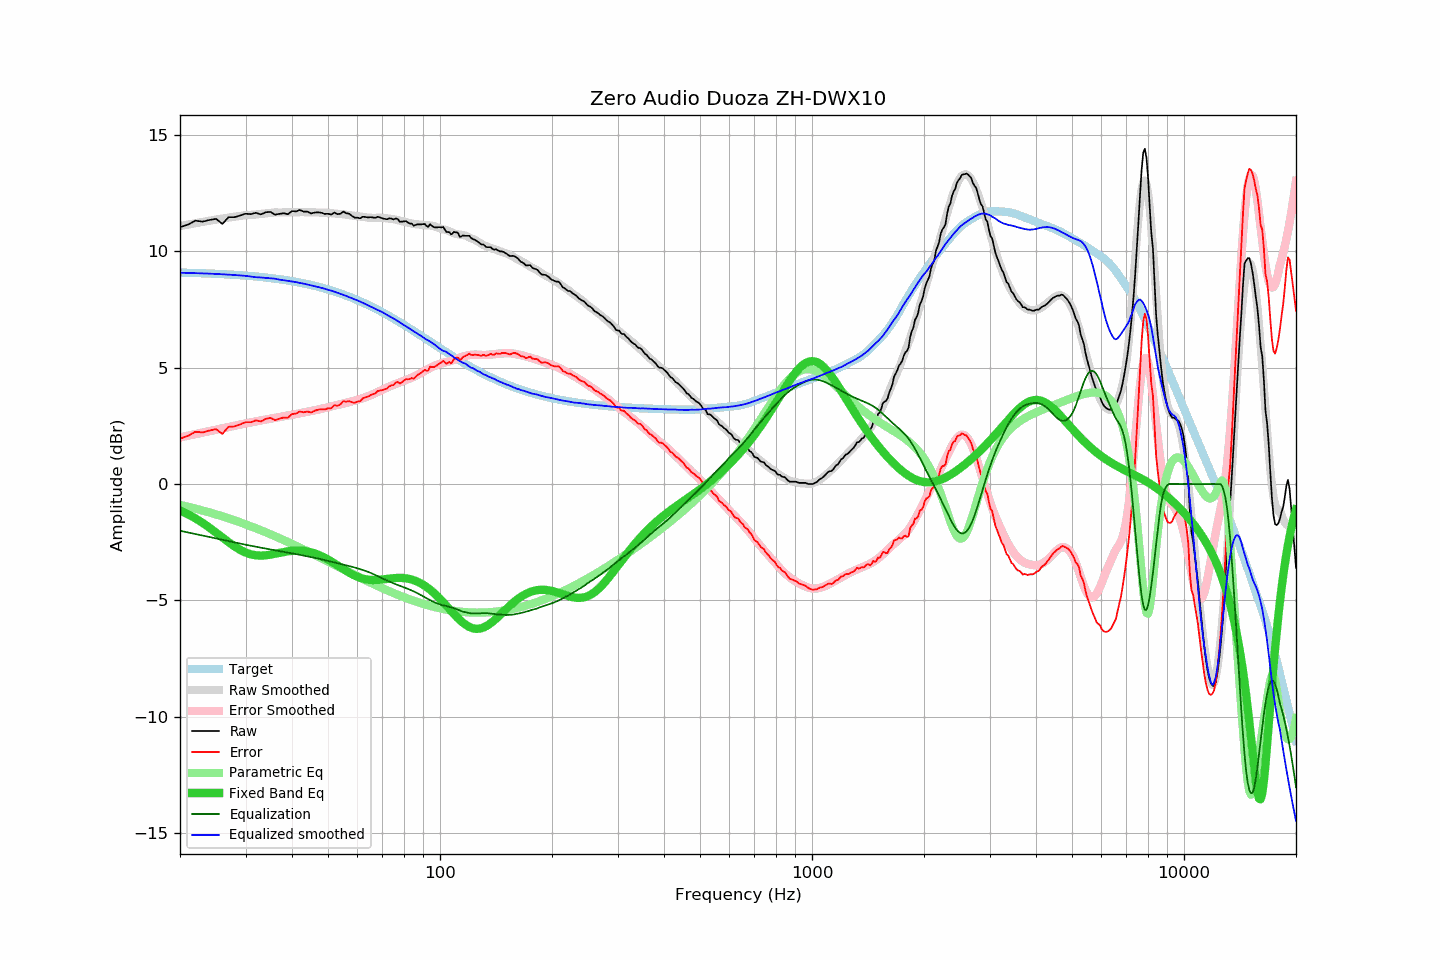 Zero Audio Duoza ZH-DWX10
15
10
5
0
−5
−10
−15
Amplitude (dBr)
Target
Raw Smoothed
Error Smoothed
Raw
Error
Parametric Eq
Fixed Band Eq
Equalization
Equalized smoothed
100 1000 10000
Frequency (Hz)